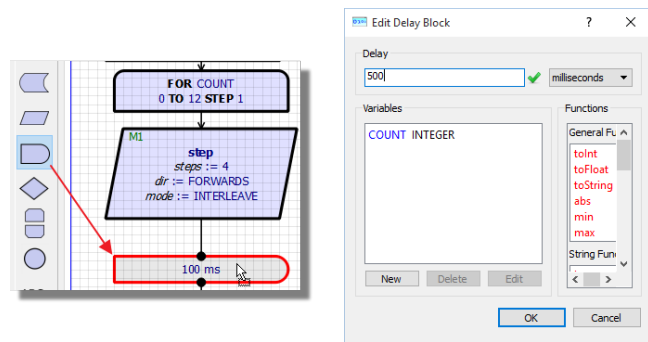 FOR COUNT
0 TO 12 STEP 1
M1
step
steps := 4
dir := FORWARDS
mode := INTERLEAVE
100 ms
Edit Delay Block
?
Delay
500
milliseconds
Variables
COUNT INTEGER
New
Delete
Edit
Functions
General Fu
toInt
toFloat
toString
abs
min
max
String Fun
OK
Cancel